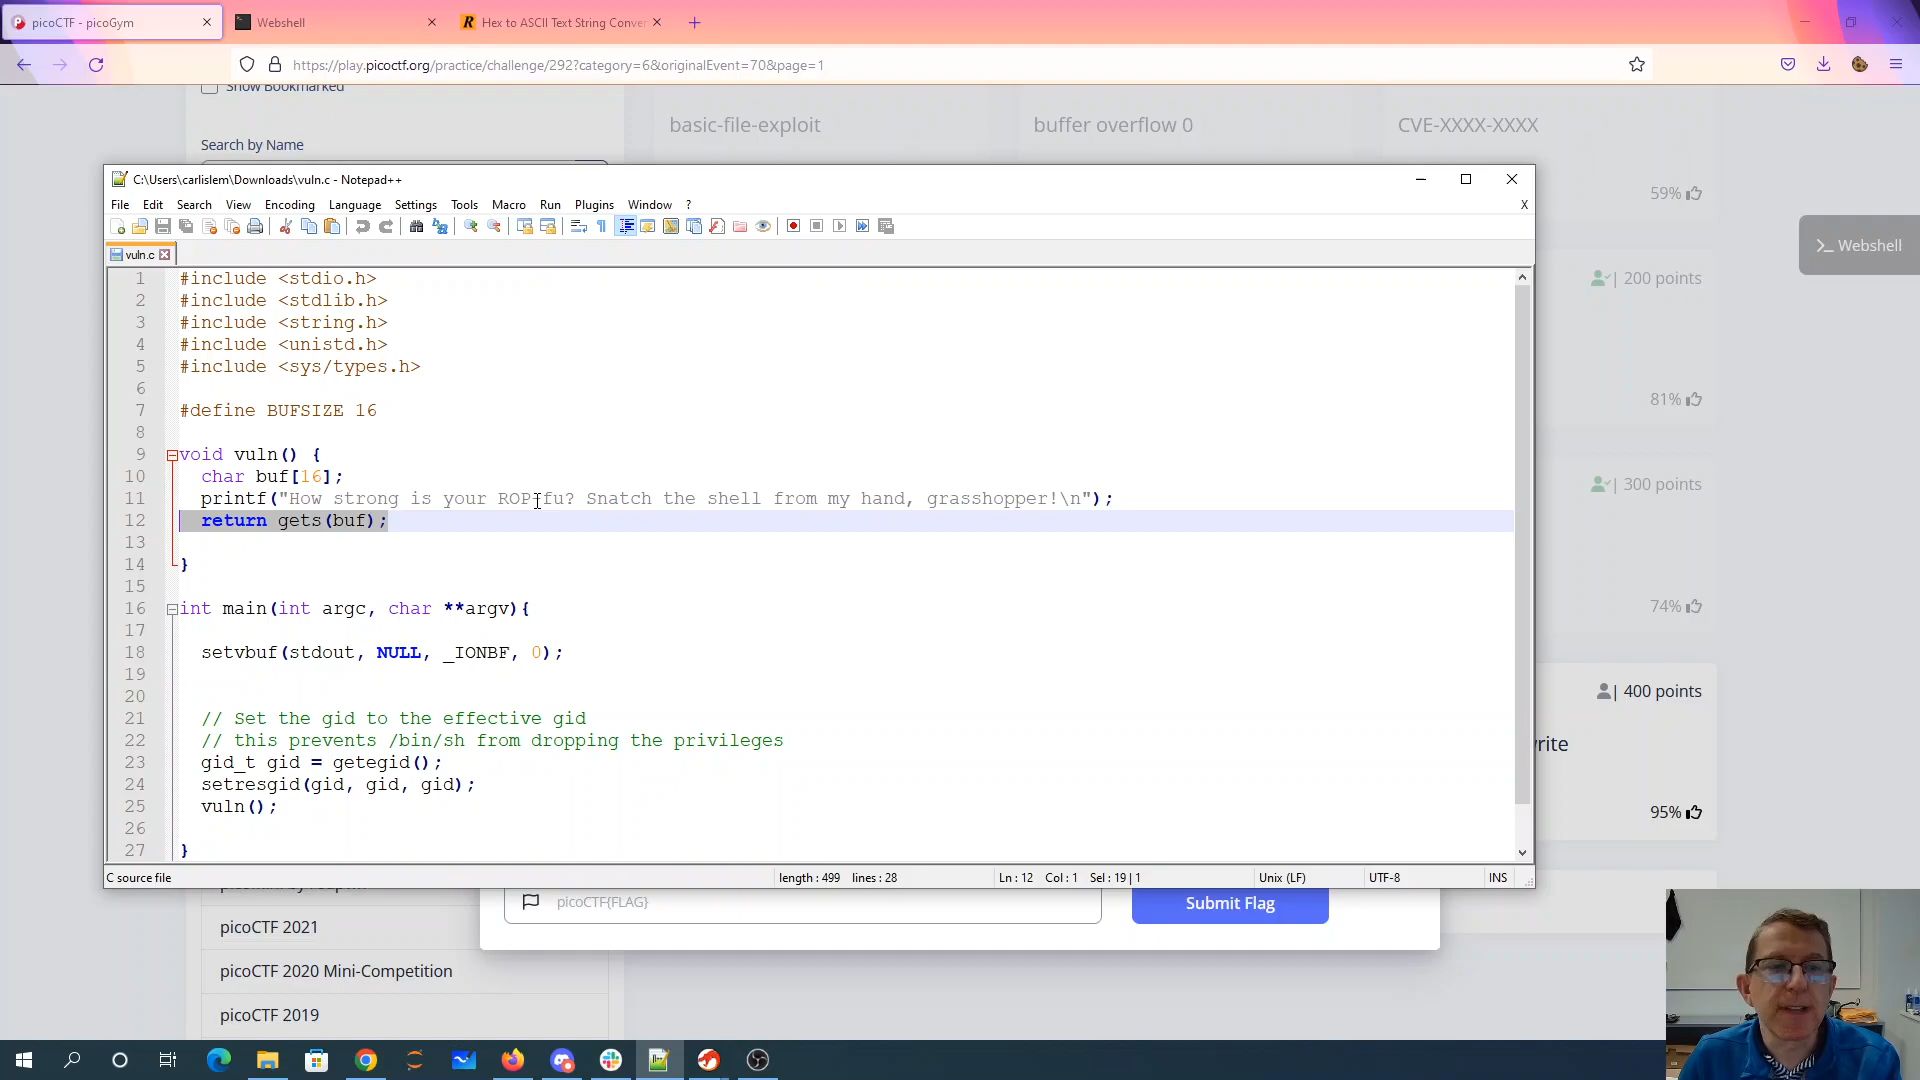 picoCTF - picoGym
Webshell
Hex to ASCII Text String Conver
https://play.picoctf.org/practice/challenge/292?category=6&originalEvent=70&page=1
Show Bookmarked
Search by Name
basic-file-exploit
buffer overflow 0
CVE-XXXX-XXXX
59%
>_ Webshell
| 200 points
81%
| 300 points
74%
| 400 points
rite
95%
C:\Users\carlislem\Downloads\vuln.c - Notepad++
File Edit Search View Encoding Language Settings Tools Macro Run Plugins Window ?
X
vuln.c
1 #include <stdio.h>
2 #include <stdlib.h>
3 #include <string.h>
4 #include <unistd.h>
5 #include <sys/types.h>
6
7 #define BUFSIZE 16
8
9 void vuln() {
10 char buf[16];
11 printf("How strong is your ROP-fu? Snatch the shell from my hand, grasshopper!\n");
12 return gets(buf);
13
14 }
15
16 int main(int argc, char **argv){
17
18 setvbuf(stdout, NULL, _IONBF, 0);
19
20
21 // Set the gid to the effective gid
22 // this prevents /bin/sh from dropping the privileges
23 gid_t gid = getegid();
24 setresgid(gid, gid, gid);
25 vuln();
26
27 }
C source file
length : 499 lines : 28
Ln : 12 Col : 1 Sel : 19 | 1
Unix (LF)
UTF-8
INS
picoCTF{FLAG}
Submit Flag
picoCTF 2021
picoCTF 2020 Mini-Competition
picoCTF 2019